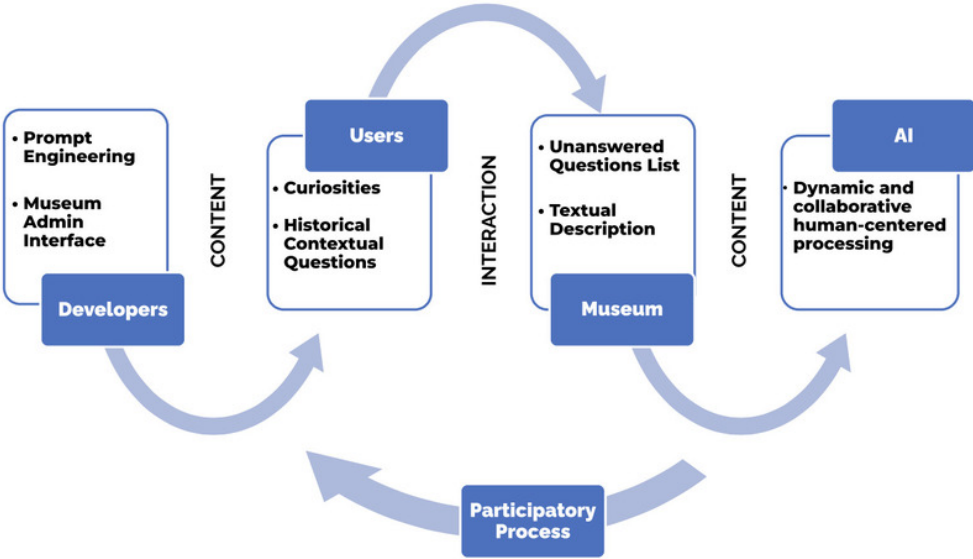 • Prompt
Engineering
• Museum
Admin
Interface
Developers
CONTENT
Users
• Curiosities
• Historical
Contextual
Questions
INTERACTION
• Unanswered
Questions List
• Textual
Description
Museum
CONTENT
AI
• Dynamic and
collaborative
human-centered
processing
Participatory
Process